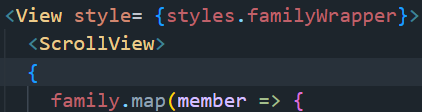 <View style= {styles.familyWrapper}>
<ScrollView>
{
family.map(member => {